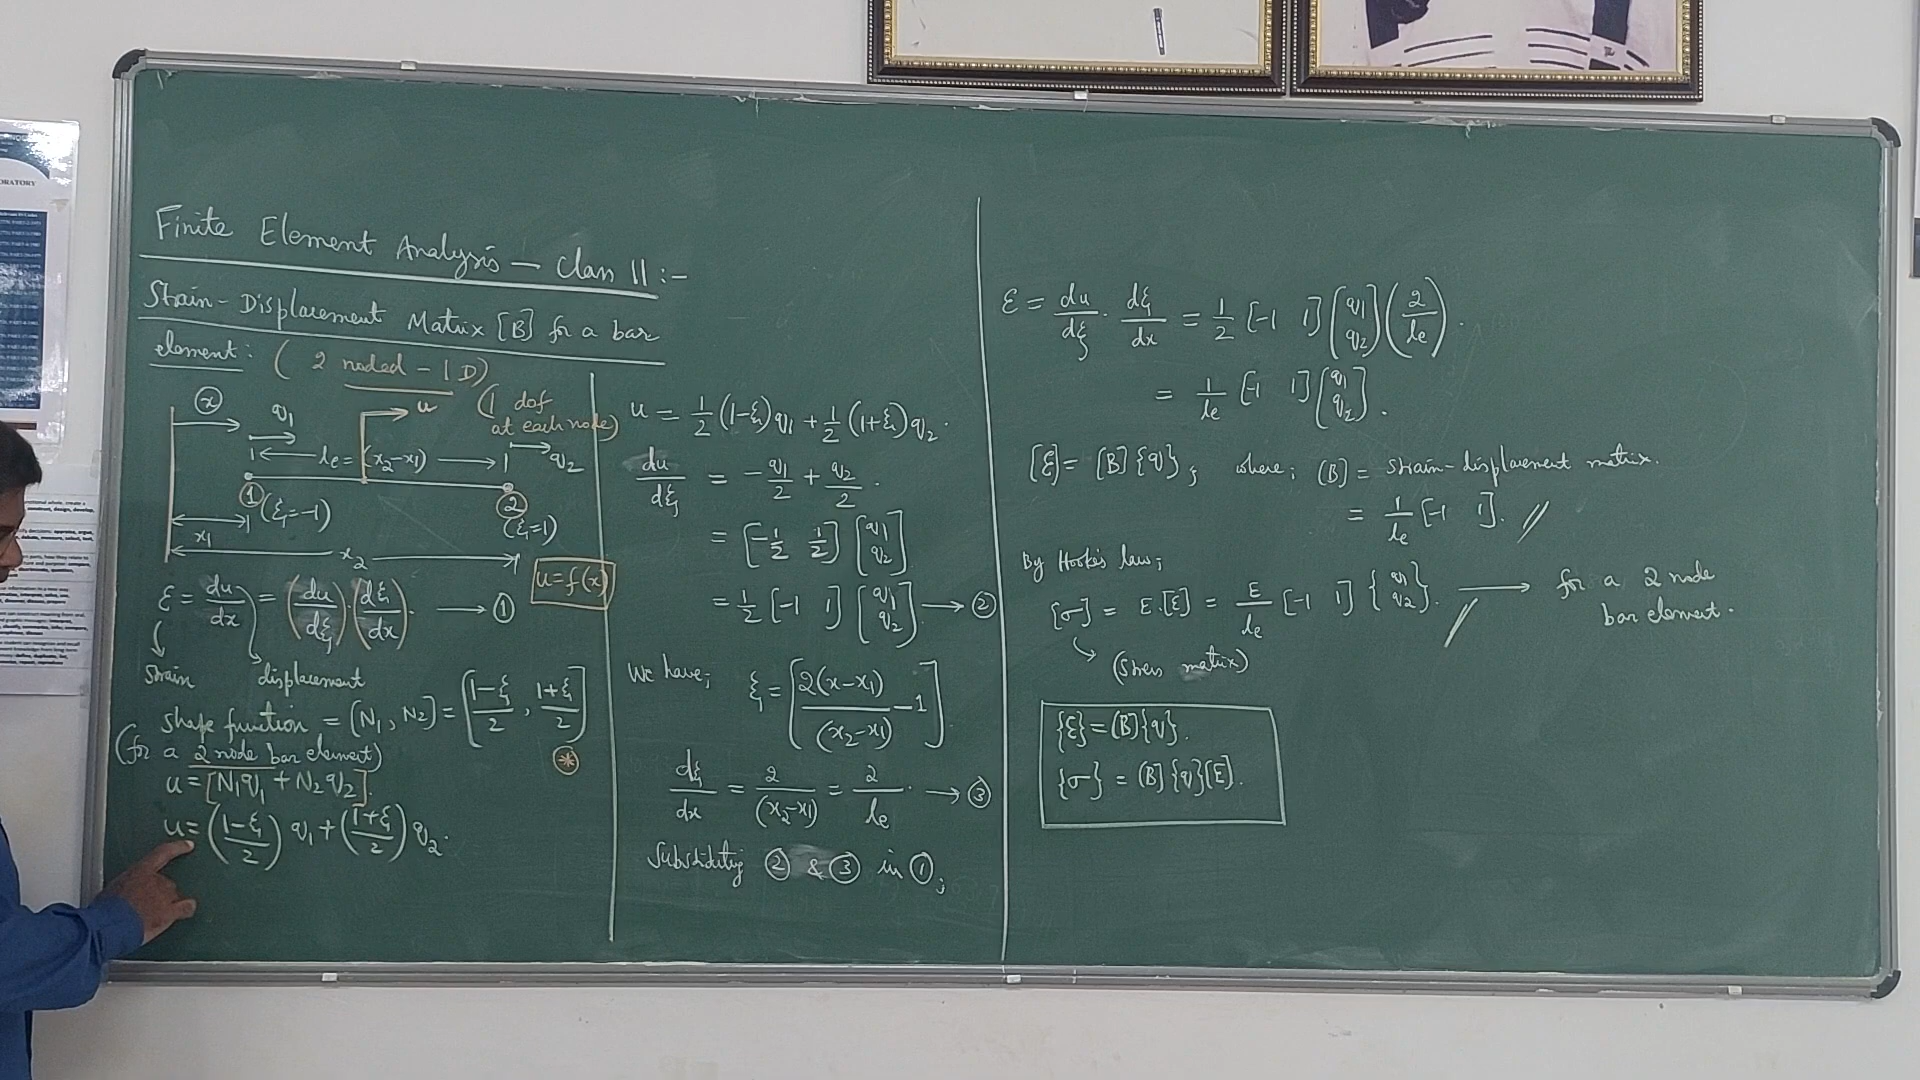 Finite Element Analysis — Class 11 :-
Strain-Displacement Matrix [B] for a bar
element: ( 2 noded - 1D)
(1 dof
at each node)
x
q1
u
le = (x2-x1)
q2
1
(ξ=-1)
2
(ξ=1)
x1
x2
u=f(x)
ε = du/dx = (du/dξ).(dξ/dx). → ①
Strain
displacement
shape function = [N1, N2] = [1-ξ/2, 1+ξ/2]
(for a 2 node bar element)
*
u = [N1q1 + N2q2].
u = (1-ξ/2) q1 + (1+ξ/2) q2.
u = 1/2 (1-ξ)q1 + 1/2 (1+ξ)q2.
du/dξ = -q1/2 + q2/2.
= [-1/2 1/2] {q1 q2}
= 1/2 [-1 1] {q1 q2} → ②
We have; ξ = [2(x-x1)/(x2-x1) - 1].
dξ/dx = 2/(x2-x1) = 2/le. → ③
Substituting ② & ③ in ①;
ε = du/dξ . dξ/dx = 1/2 [-1 1] {q1 q2} (2/le).
= 1/le [-1 1] {q1 q2}.
[ε] = [B]{q}; where; [B] = strain-displacement matrix.
= 1/le [-1 1]. //
By Hooke's law;
[σ] = E.[ε] = E/le [-1 1] {q1 q2}. // → for a 2 node
bar element.
(Stress matrix)
{ε} = [B]{q}.
{σ} = [B]{q}[E].